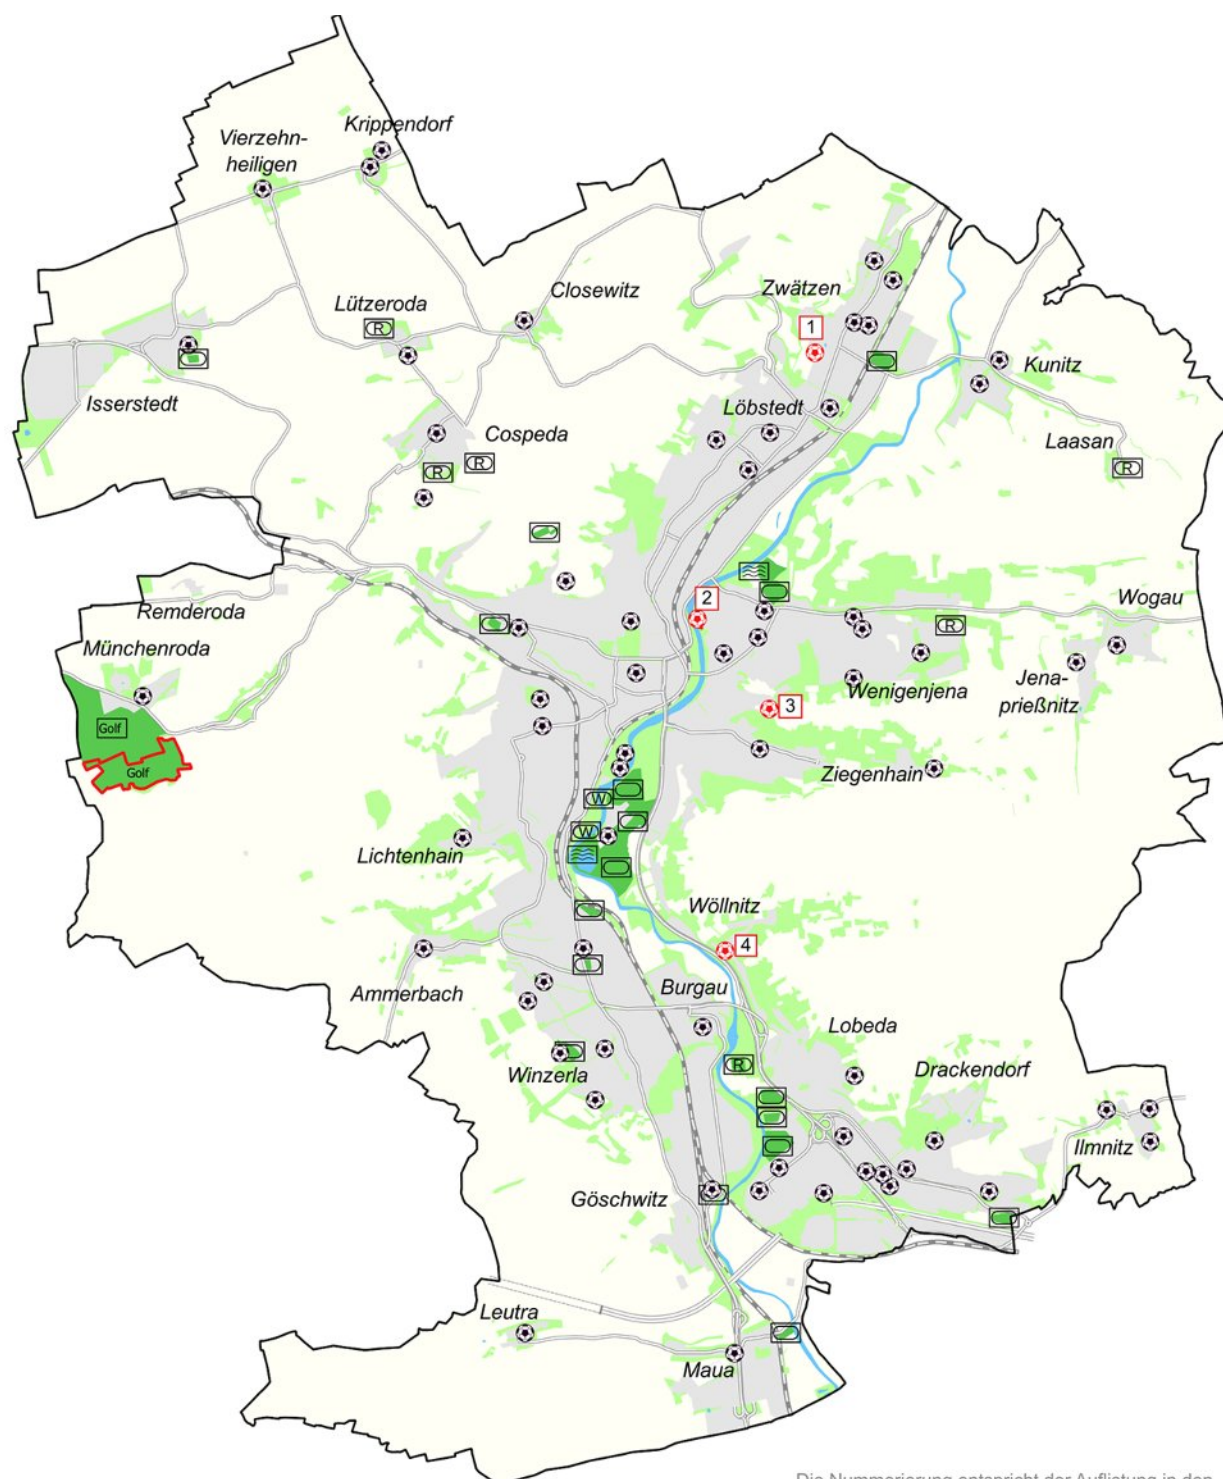 Krippendorf
Vierzehn-
heiligen
Closewitz
Zwätzen
Lützeroda
R
1
Kunitz
Isserstedt
Löbstedt
Cospeda
Laasan
R
R
R
2
Wogau
Remderoda
R
Münchenroda
Wenigenjena
Jena-
prießnitz
3
Golf
Golf
Ziegenhain
W
W
Lichtenhain
Wöllnitz
4
Ammerbach
Burgau
Lobeda
R
Drackendorf
Winzerla
Ilmnitz
Göschwitz
Leutra
Maua